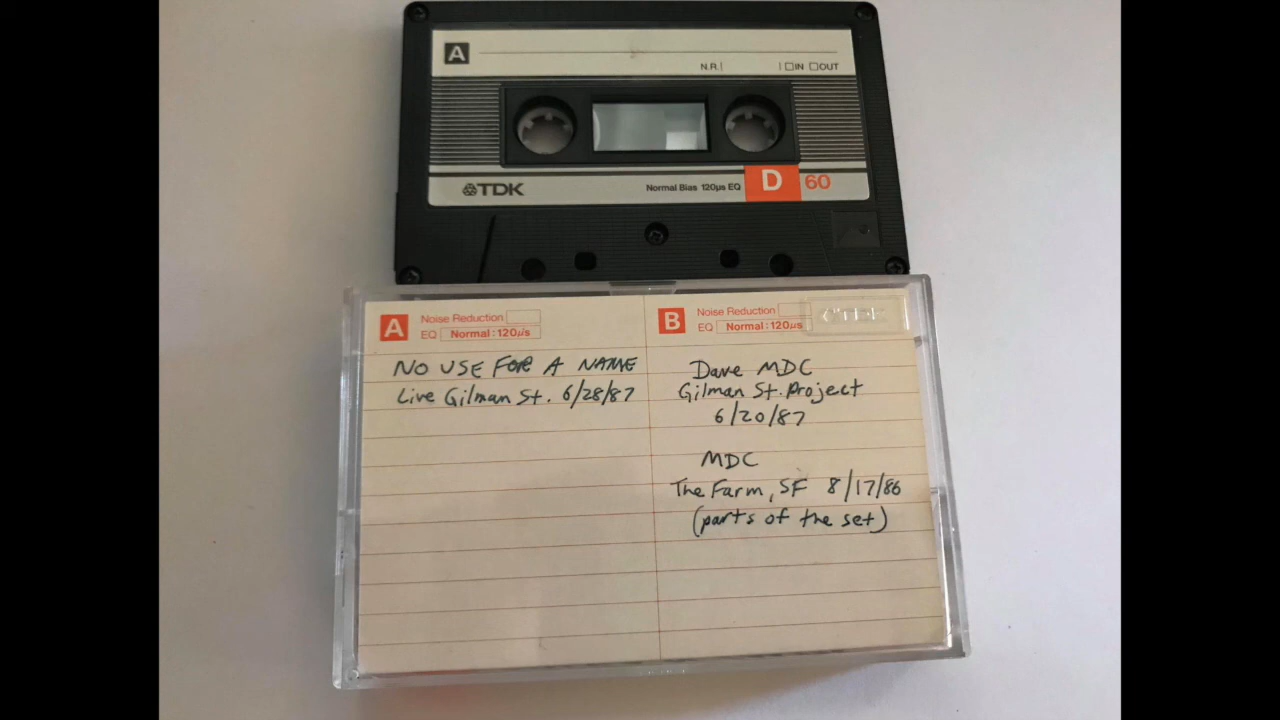 A
N.R. IN OUT
TDK Normal Bias 120µs EQ D 60
A Noise Reduction
EQ Normal:120µs
NO USE FOR A NAME
Live Gilman St. 6/28/87
B Noise Reduction
EQ Normal:120µs
TDK
Dave MDC
Gilman St. Project
6/20/87
MDC
The Farm, SF 8/17/86
(parts of the set)